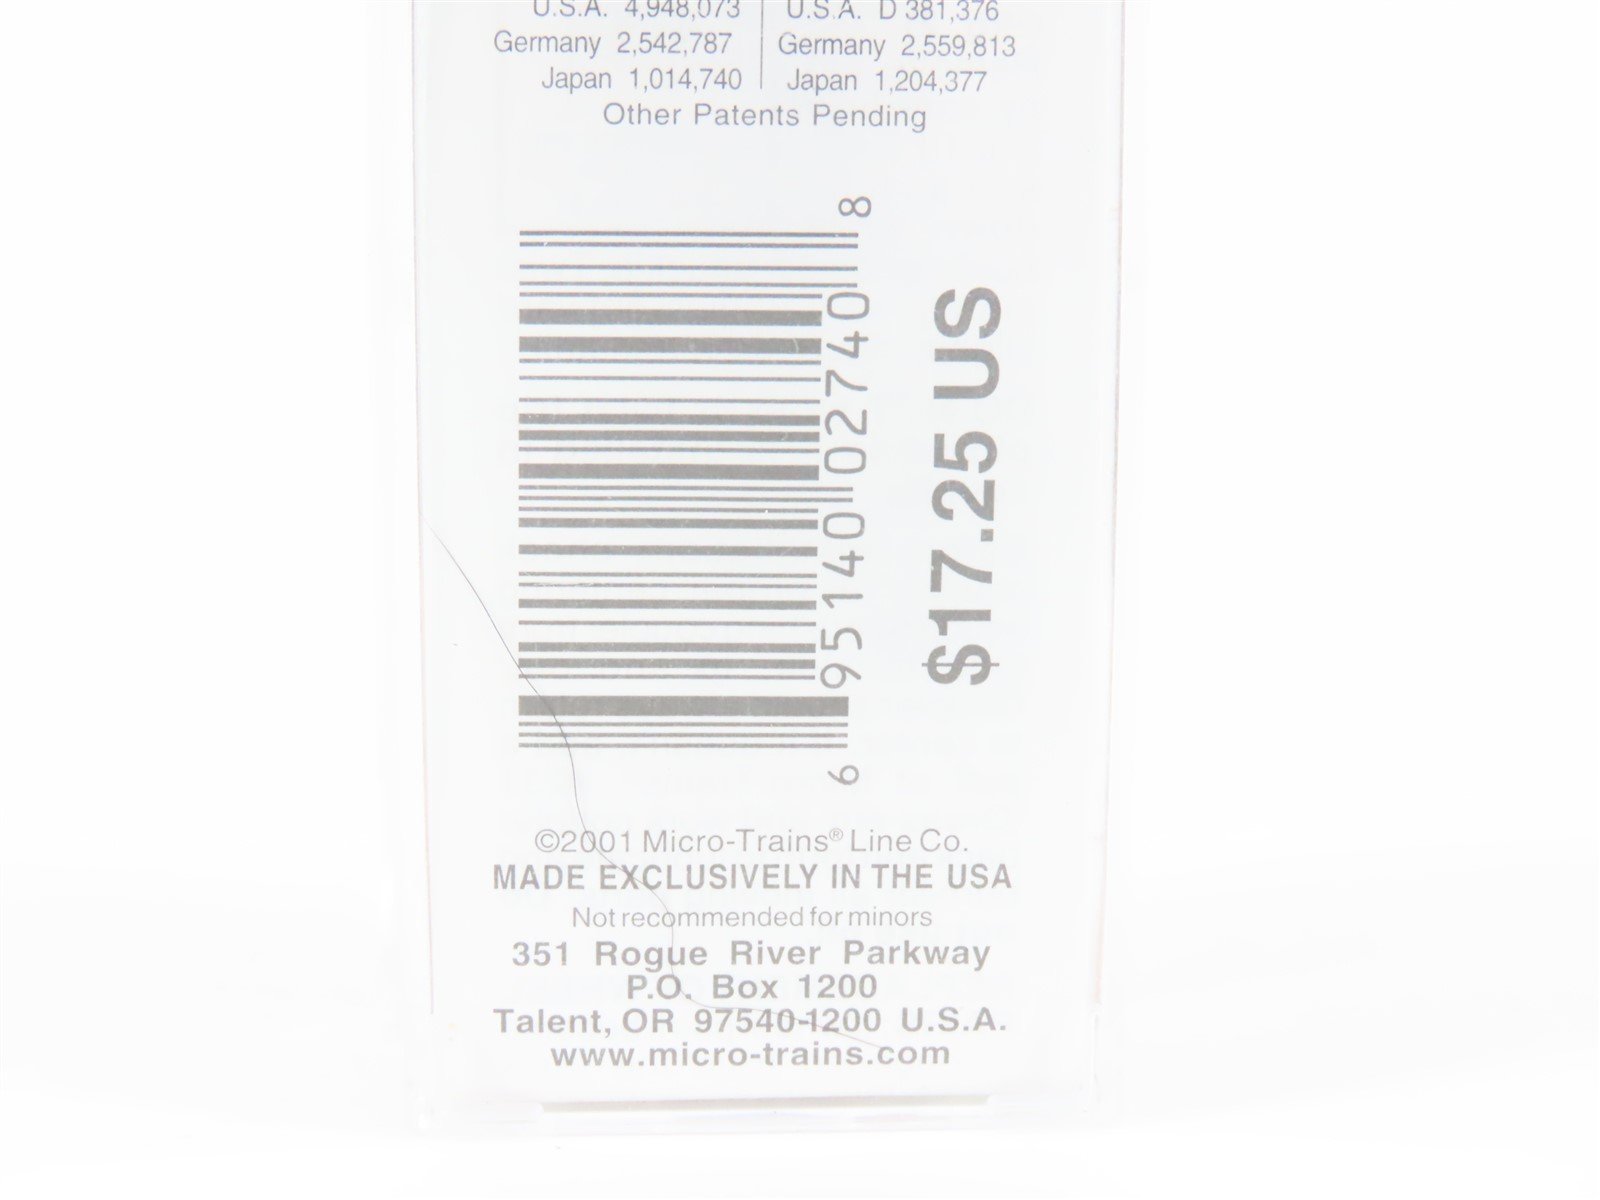 U.S.A. 4,948,073 U.S.A. D 381,376
Germany 2,542,787 Germany 2,559,813
Japan 1,014,740 Japan 1,204,377
Other Patents Pending
6 95140 02740 8
$17.25 US
©2001 Micro-Trains® Line Co.
MADE EXCLUSIVELY IN THE USA
Not recommended for minors
351 Rogue River Parkway
P.O. Box 1200
Talent, OR 97540-1200 U.S.A.
www.micro-trains.com